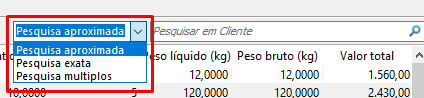 Pesquisa aproximada Pesquisar em Cliente
Pesquisa aproximada Peso líquido (kg) Peso bruto (kg) Valor total
Pesquisa exata 12,0000 12,0000 1.560,00
Pesquisa multiplos
10,0000 5 120,0000 120,0000 2.430,00